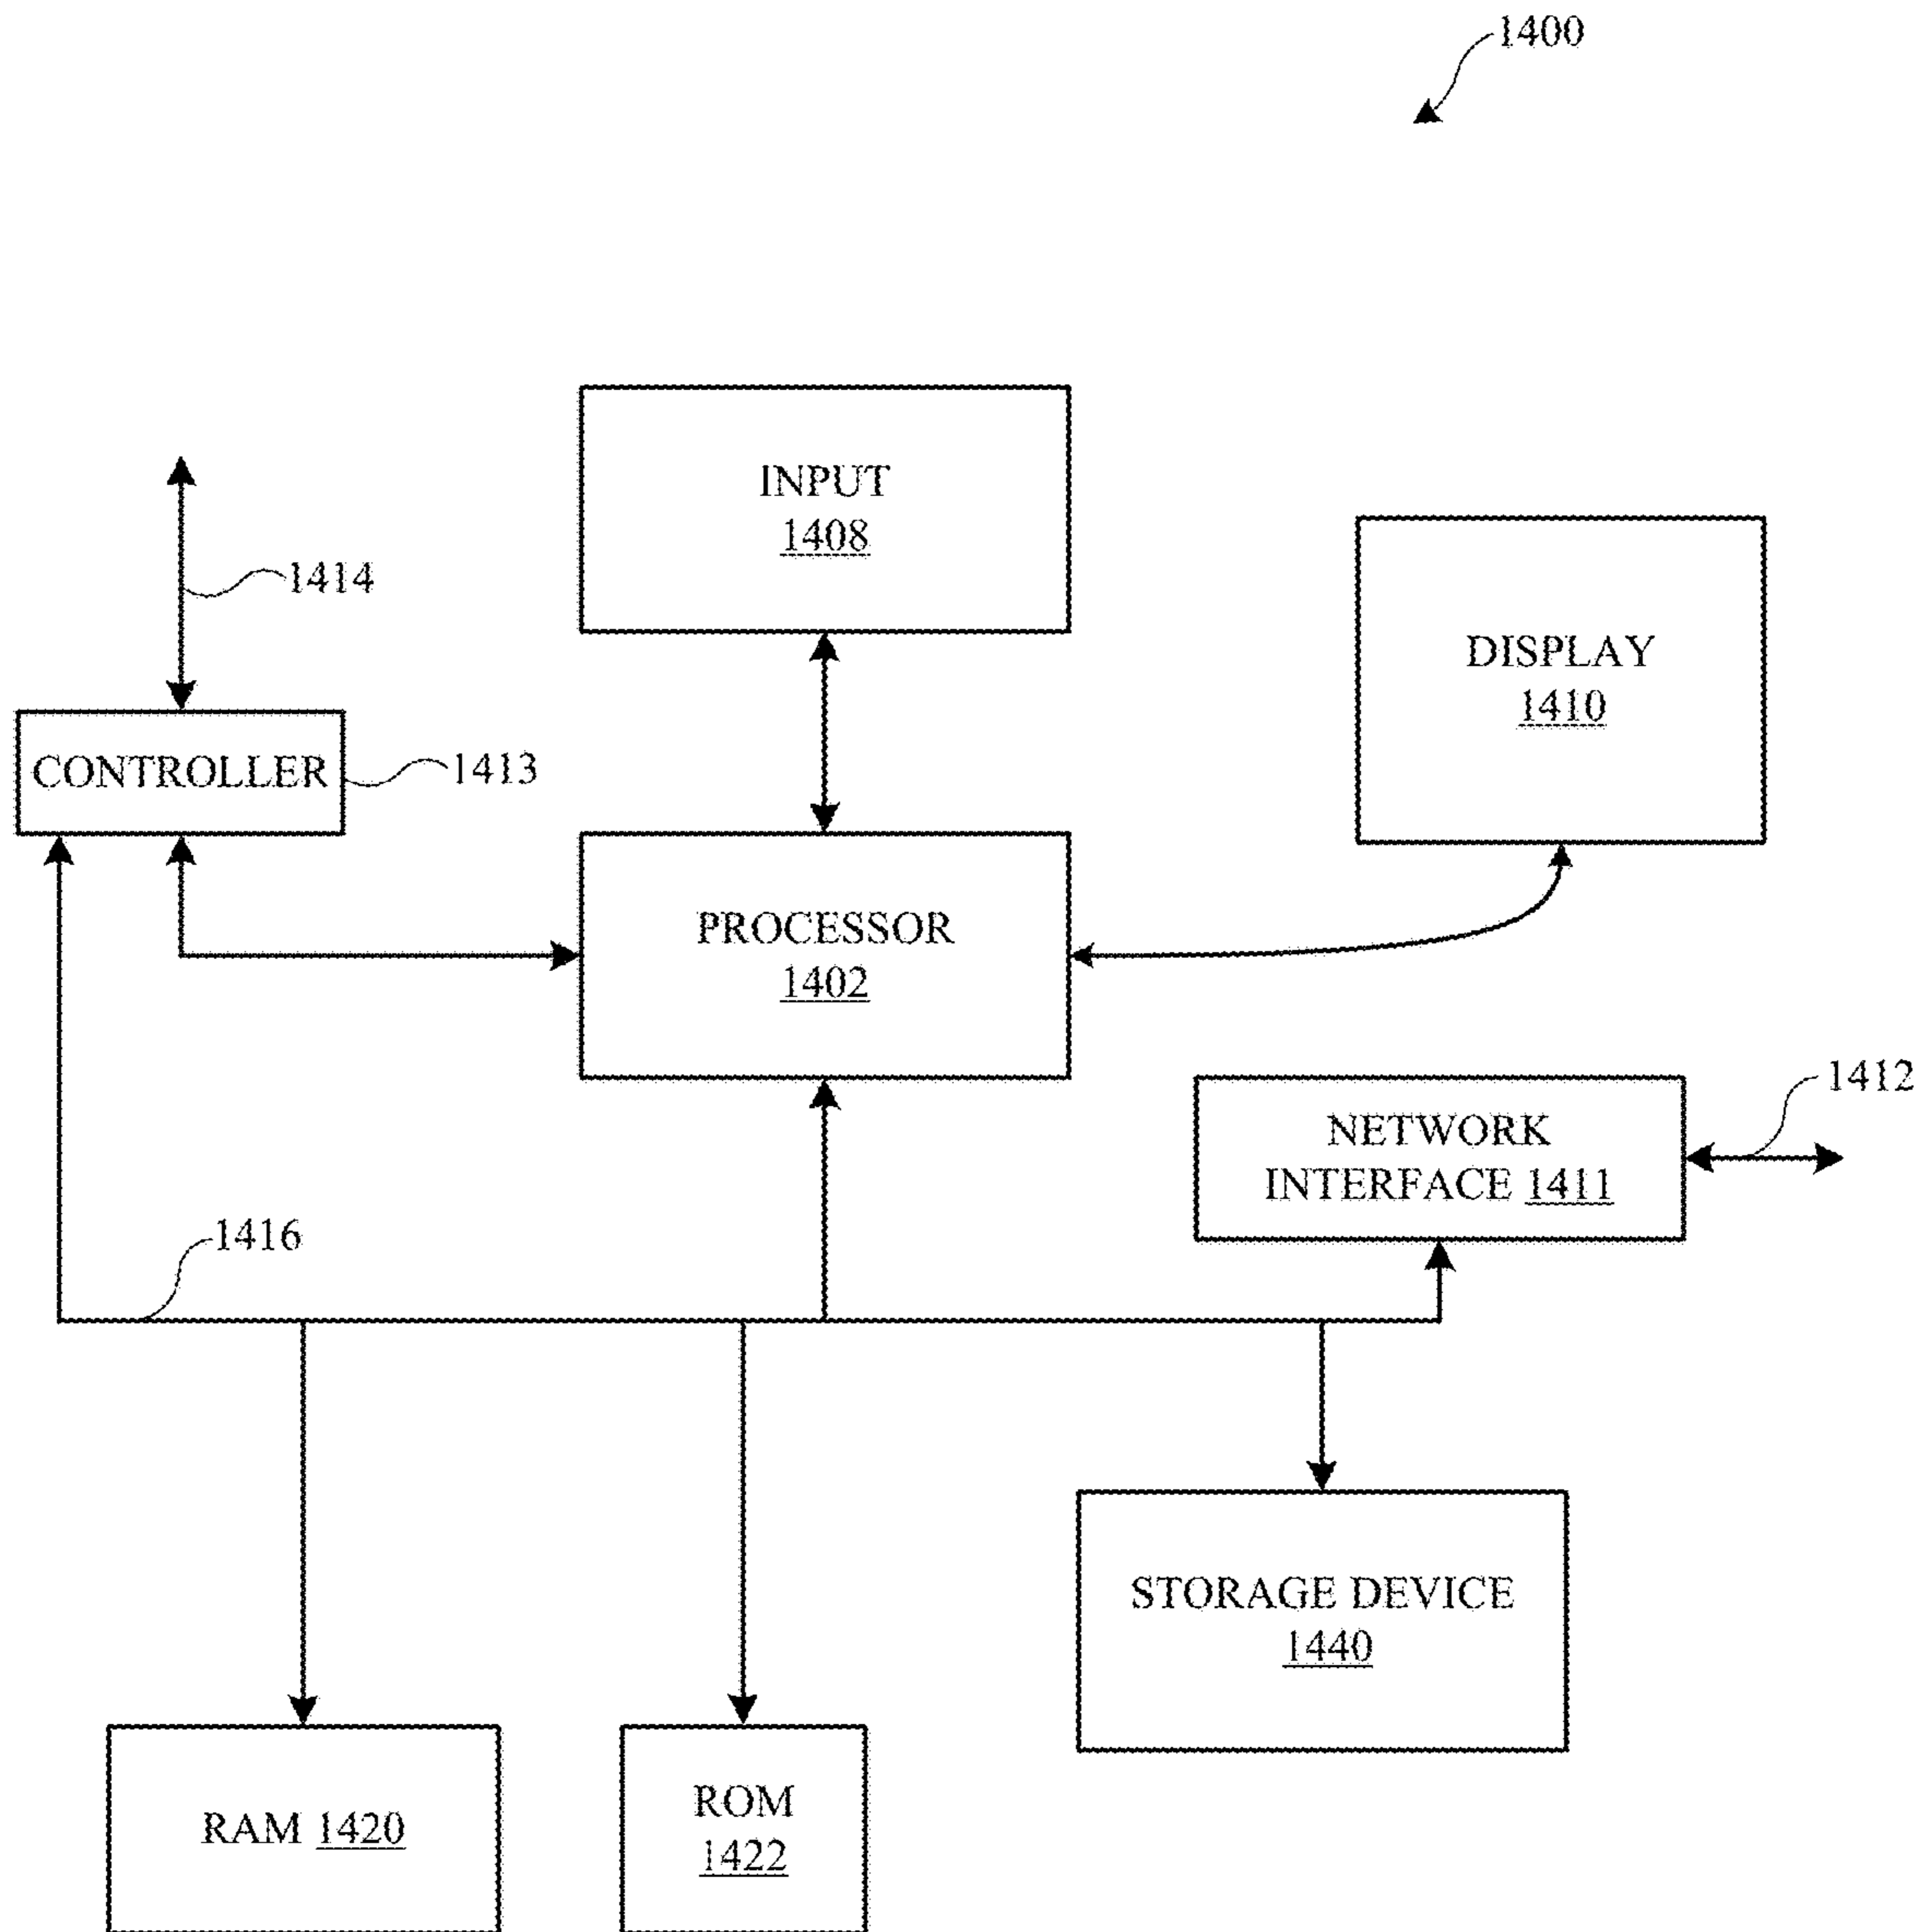 1400
INPUT
1408
1414
DISPLAY
1410
CONTROLLER
1413
PROCESSOR
1402
1412
NETWORK
INTERFACE 1411
1416
STORAGE DEVICE
1440
RAM 1420
ROM
1422